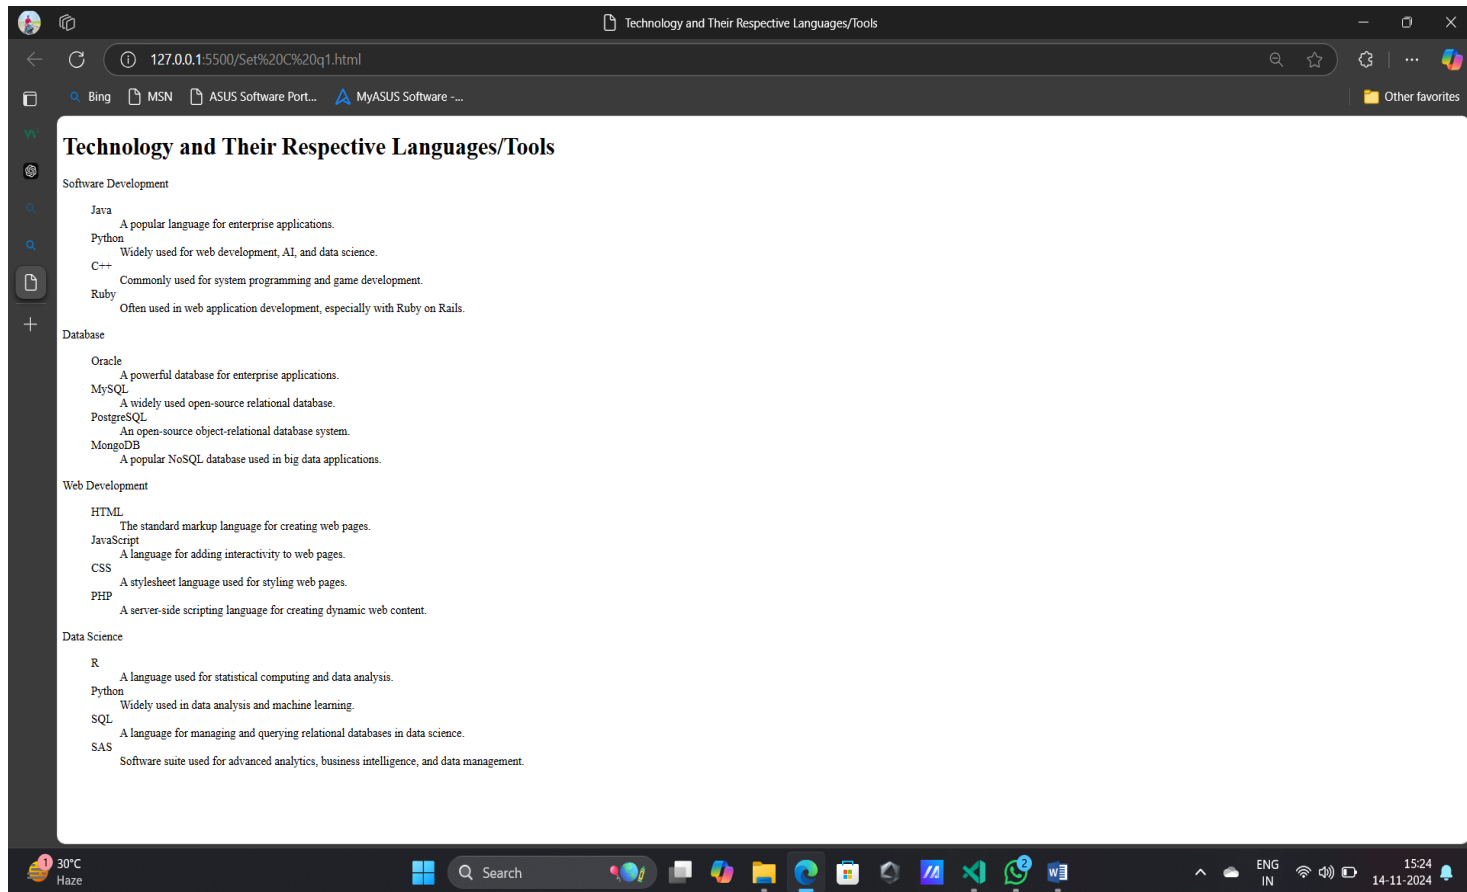 Technology and Their Respective Languages/Tools
127.0.0.1:5500/Set%20C%20q1.html
Bing MSN ASUS Software Port... MyASUS Software -... Other favorites
Technology and Their Respective Languages/Tools
Software Development
Java
A popular language for enterprise applications.
Python
Widely used for web development, AI, and data science.
C++
Commonly used for system programming and game development.
Ruby
Often used in web application development, especially with Ruby on Rails.
Database
Oracle
A powerful database for enterprise applications.
MySQL
A widely used open-source relational database.
PostgreSQL
An open-source object-relational database system.
MongoDB
A popular NoSQL database used in big data applications.
Web Development
HTML
The standard markup language for creating web pages.
JavaScript
A language for adding interactivity to web pages.
CSS
A stylesheet language used for styling web pages.
PHP
A server-side scripting language for creating dynamic web content.
Data Science
R
A language used for statistical computing and data analysis.
Python
Widely used in data analysis and machine learning.
SQL
A language for managing and querying relational databases in data science.
SAS
Software suite used for advanced analytics, business intelligence, and data management.
1 30°C
Haze
Search
2
ENG
IN
15:24
14-11-2024